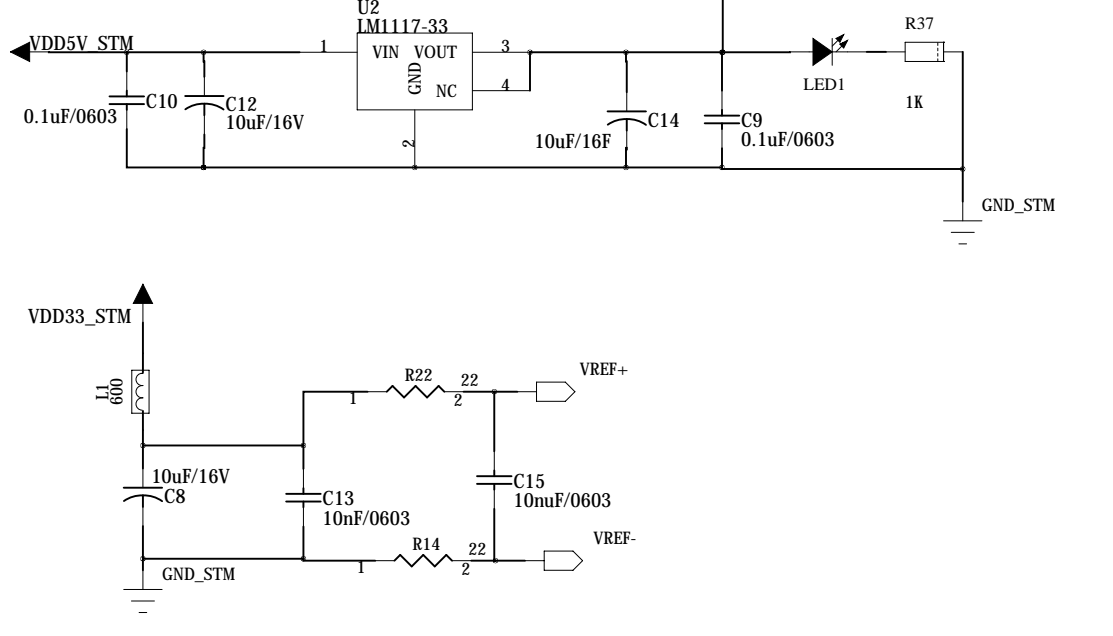 U2
LM1117-33
VDD5V_STM
1
VIN VOUT
3
GND
NC
4
2
C10
0.1uF/0603
C12
10uF/16V
C14
10uF/16F
C9
0.1uF/0603
LED1
R37
1K
GND_STM
VDD33_STM
L1
600
10uF/16V
C8
GND_STM
C13
10nF/0603
1
R22
22
2
VREF+
C15
10nuF/0603
1
R14
22
2
VREF-